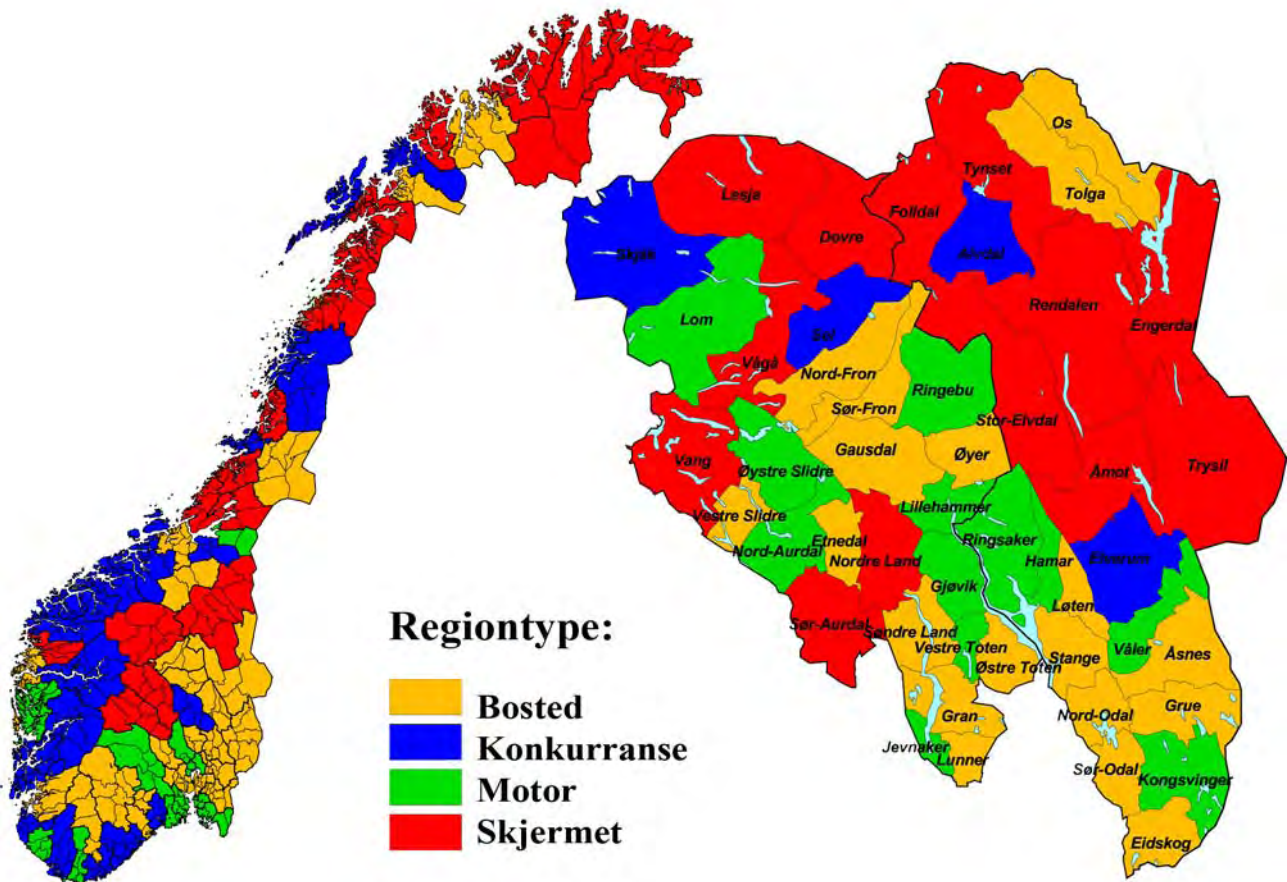 Os
Tynset
Tolga
Lesja
Folldal
Dovre
Skjåk
Alvdal
Rendalen
Engerdal
Lom
Sel
Vågå
Nord-Fron
Ringebu
Sør-Fron
Stor-Elvdal
Gausdal
Øyer
Vang
Øystre Slidre
Åmot
Trysil
Lillehammer
Vestre Slidre
Ringsaker
Etnedal
Nord-Aurdal
Nordre Land
Hamar
Elverum
Gjøvik
Løten
Regiontype:
Sør-Aurdal
Søndre Land
Vestre Toten
Østre Toten
Stange
Våler
Åsnes
Bosted
Gran
Nord-Odal
Grue
Konkurranse
Jevnaker
Lunner
Sør-Odal
Kongsvinger
Motor
Skjermet
Eidskog